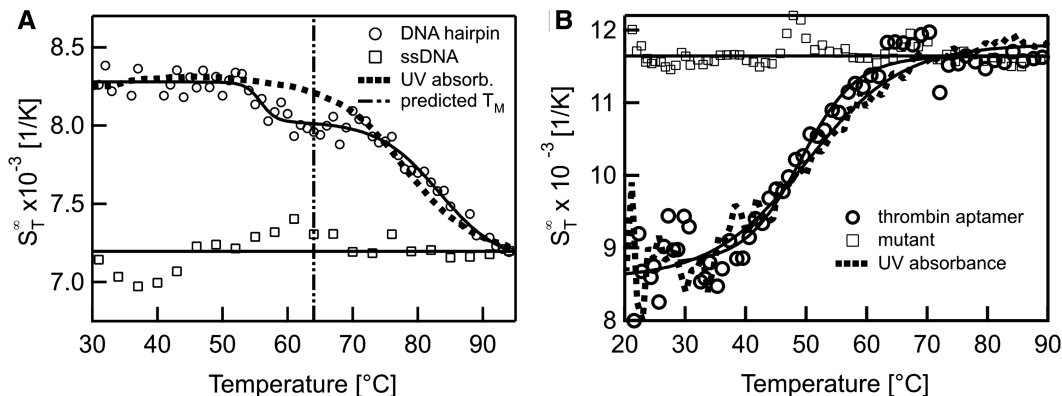 A
S_T^∞ x10^-3 [1/K]
8.5
8.0
7.5
7.0
DNA hairpin
ssDNA
UV absorb.
predicted T_M
30 40 50 60 70 80 90
Temperature [°C]
B
S_T^∞ x 10^-3 [1/K]
12
11
10
9
8
thrombin aptamer
mutant
UV absorbance
20 30 40 50 60 70 80 90
Temperature [°C]